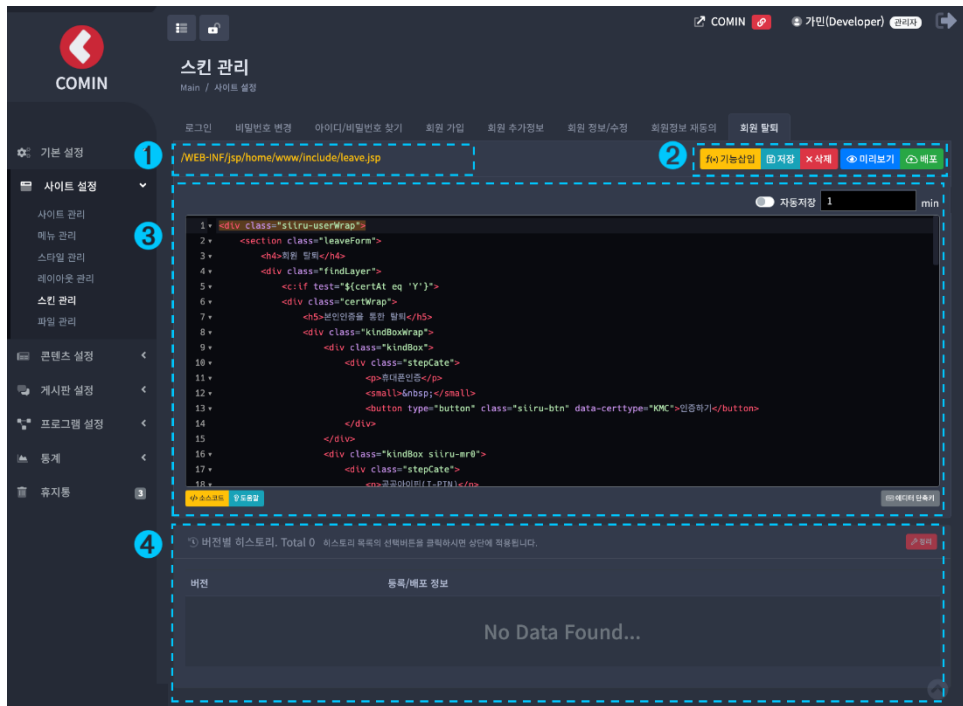 COMIN
COMIN
가민(Developer) 관리자
스킨 관리
Main / 사이트 설정
로그인 비밀번호 변경 아이디/비밀번호 찾기 회원 가입 회원 추가정보 회원 정보/수정 회원정보 재동의 회원 탈퇴
기본 설정
사이트 설정
사이트 관리
메뉴 관리
스타일 관리
레이아웃 관리
스킨 관리
파일 관리
콘텐츠 설정
게시판 설정
프로그램 설정
통계
휴지통 3
1
/WEB-INF/jsp/home/www/include/leave.jsp
2
f(x) 기능삽입 저장 삭제 미리보기 배포
3
자동저장 1 min
1 <div class="siiru-userWrap">
2 <section class="leaveForm">
3 <h4>회원 탈퇴</h4>
4 <div class="findLayer">
5 <c:if test="${certAt eq 'Y'}">
6 <div class="certWrap">
7 <h5>본인인증을 통한 탈퇴</h5>
8 <div class="kindBoxWrap">
9 <div class="kindBox">
10 <div class="stepCate">
11 <p>휴대폰인증</p>
12 <small>&nbsp;</small>
13 <button type="button" class="siiru-btn" data-certtype="KMC">인증하기</button>
14 </div>
15 </div>
16 <div class="kindBox siiru-mr0">
17 <div class="stepCate">
18 <p>공공아이핀(I-PIN)</p>
</> 소스코드 도움말 에디터 단축키
4
버전별 히스토리. Total 0 히스토리 목록의 선택버튼을 클릭하시면 상단에 적용됩니다. 정리
버전 등록/배포 정보
No Data Found...